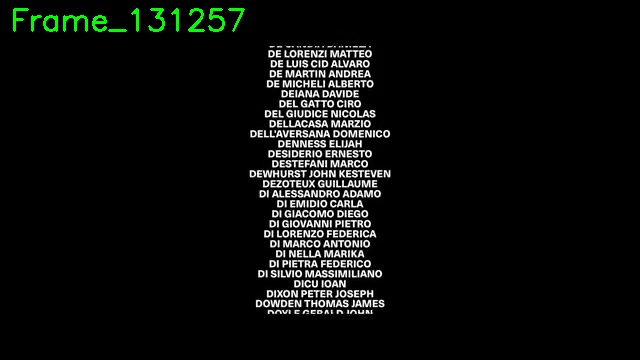 Frame_131257
DE LORENZI MATTEO
DE LUIS CID ALVARO
DE MARTIN ANDREA
DE MICHELI ALBERTO
DEIANA DAVIDE
DEL GATTO CIRO
DEL GIUDICE NICOLAS
DELLACASA MARZIO
DELL'AVERSANA DOMENICO
DENNESS ELIJAH
DESIDERIO ERNESTO
DESTEFANI MARCO
DEWHURST JOHN KESTEVEN
DEZOTEUX GUILLAUME
DI ALESSANDRO ADAMO
DI EMIDIO CARLA
DI GIACOMO DIEGO
DI GIOVANNI PIETRO
DI LORENZO FEDERICA
DI MARCO ANTONIO
DI NELLA MARIKA
DI PIETRA FEDERICO
DI SILVIO MASSIMILIANO
DICU IOAN
DIXON PETER JOSEPH
DOWDEN THOMAS JAMES
DOYLE GERALD JOHN